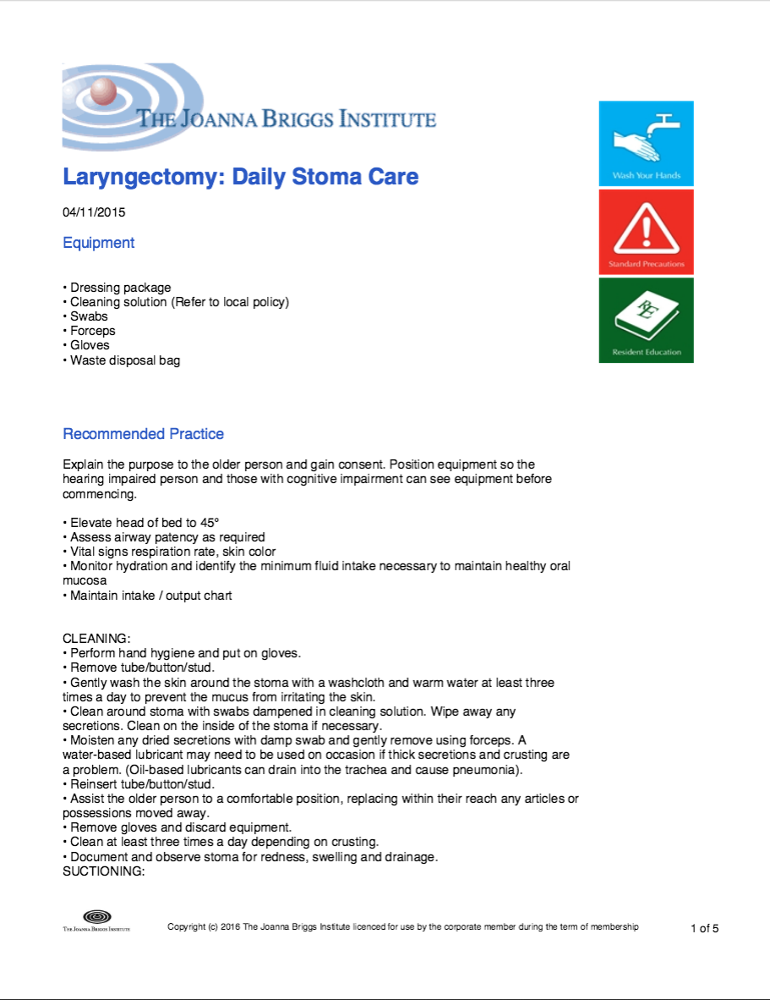 THE JOANNA BRIGGS INSTITUTE
Wash Your Hands
Laryngectomy: Daily Stoma Care
04/11/2015
Standard Precautions
Equipment
• Dressing package
• Cleaning solution (Refer to local policy)
• Swabs
• Forceps
• Gloves
RE
Resident Education
• Waste disposal bag
Recommended Practice
Explain the purpose to the older person and gain consent. Position equipment so the
hearing impaired person and those with cognitive impairment can see equipment before
commencing.
• Elevate head of bed to 45º
• Assess airway patency as required
• Vital signs respiration rate, skin color
• Monitor hydration and identify the minimum fluid intake necessary to maintain healthy oral
mucosa
• Maintain intake / output chart
CLEANING:
• Perform hand hygiene and put on gloves.
• Remove tube/button/stud.
• Gently wash the skin around the stoma with a washcloth and warm water at least three
times a day to prevent the mucus from irritating the skin.
• Clean around stoma with swabs dampened in cleaning solution. Wipe away any
secretions. Clean on the inside of the stoma if necessary.
• Moisten any dried secretions with damp swab and gently remove using forceps. A
water-based lubricant may need to be used on occasion if thick secretions and crusting are
a problem. (Oil-based lubricants can drain into the trachea and cause pneumonia).
• Reinsert tube/button/stud.
• Assist the older person to a comfortable position, replacing within their reach any articles or
possessions moved away.
• Remove gloves and discard equipment.
• Clean at least three times a day depending on crusting.
• Document and observe stoma for redness, swelling and drainage.
SUCTIONING:
THE JOANNA BRIGGS INSTITUTE
Copyright (c) 2016 The Joanna Briggs Institute licenced for use by the corporate member during the term of membership
1 of 5